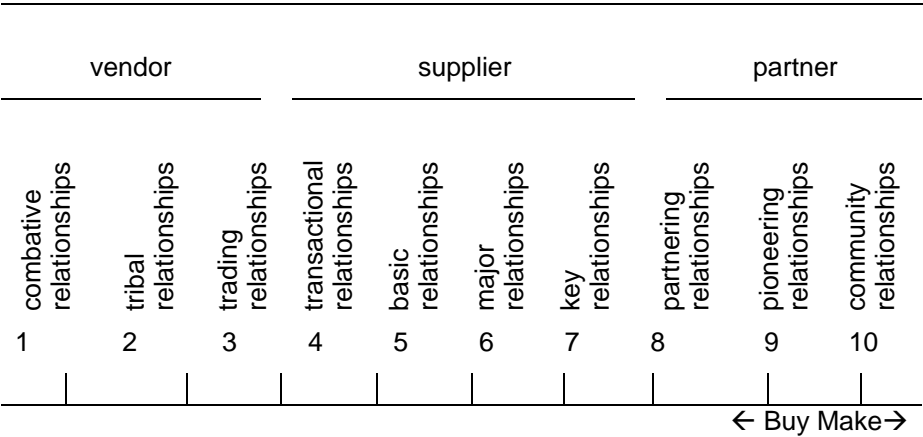 vendor supplier partner
combative
relationships
tribal
relationships
trading
relationships
transactional
relationships
basic
relationships
major
relationships
key
relationships
partnering
relationships
pioneering
relationships
community
relationships
1 2 3 4 5 6 7 8 9 10
← Buy Make→